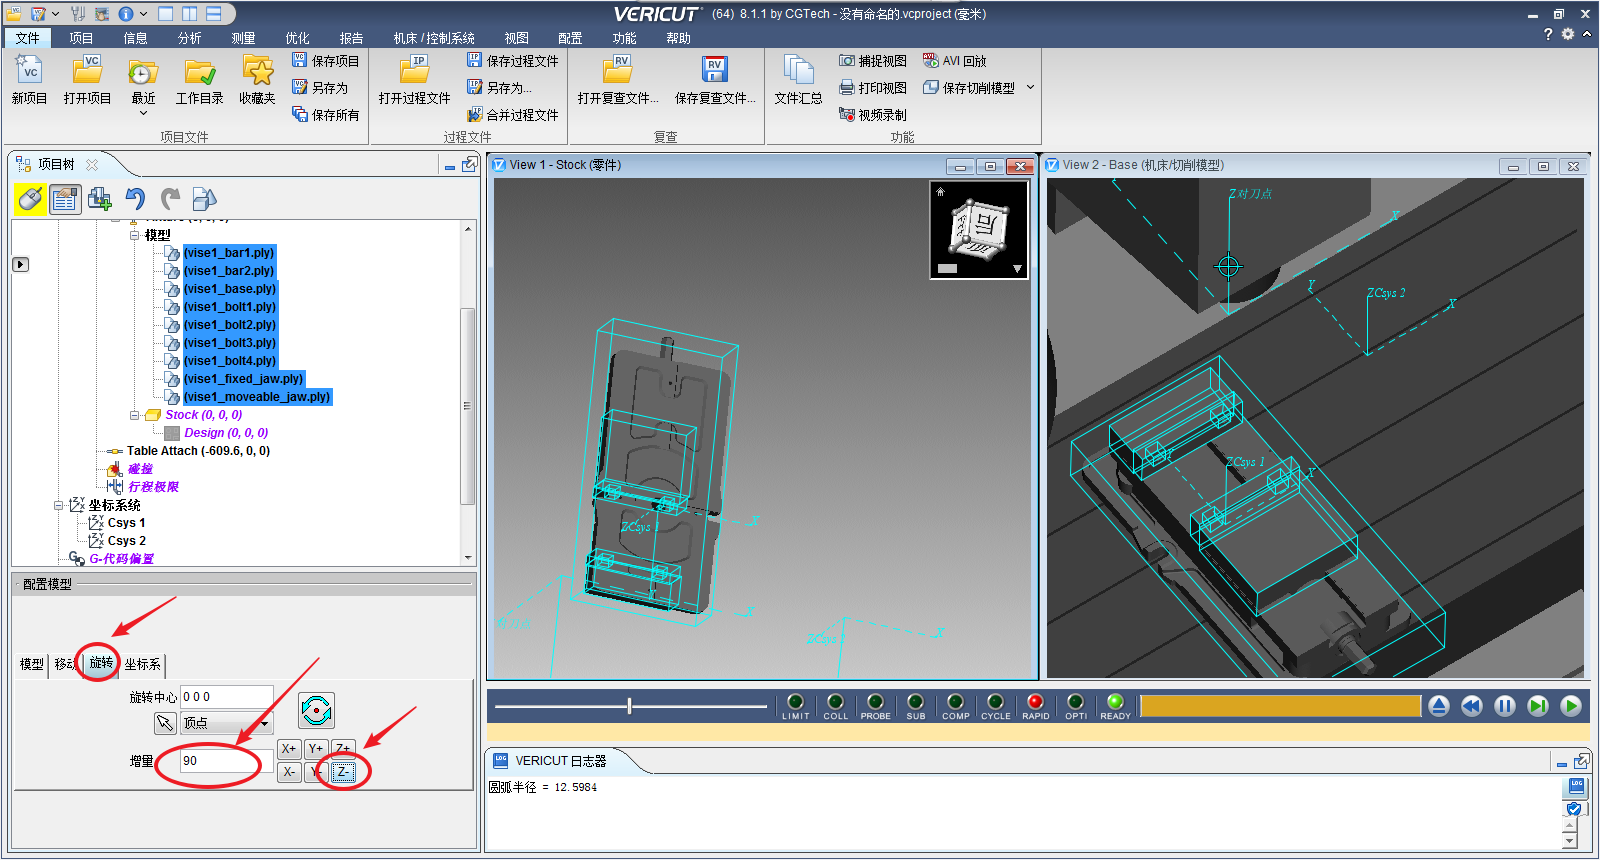 VERICUT (64) 8.1.1 by CGTech - 没有命名的.vcproject (毫米)
文件 项目 信息 分析 测量 优化 报告 机床 / 控制系统 视图 配置 功能 帮助
新项目 打开项目 最近 工作目录 收藏夹
保存项目
另存为
保存所有
项目文件
打开过程文件
保存过程文件
另存为...
合并过程文件
过程文件
打开复查文件... 保存复查文件...
复查
文件汇总
捕捉视图
打印视图
视频录制
AVI 回放
保存切削模型
功能
项目树
模型
(vise1_bar1.ply)
(vise1_bar2.ply)
(vise1_base.ply)
(vise1_bolt1.ply)
(vise1_bolt2.ply)
(vise1_bolt3.ply)
(vise1_bolt4.ply)
(vise1_fixed_jaw.ply)
(vise1_moveable_jaw.ply)
Stock (0, 0, 0)
Design (0, 0, 0)
Table Attach (-609.6, 0, 0)
碰撞
行程极限
坐标系统
Csys 1
Csys 2
G-代码偏置
配置模型
模型 移动 旋转 坐标系
旋转中心 0 0 0
顶点
增量 90
X+ Y+ Z+
X- Y- Z-
View 1 - Stock (零件)
ZCsys 1
X
X
X
View 2 - Base (机床/切削模型)
Z对刀点
X
Y
ZCsys 2
X
Y
ZCsys 1
X
LIMIT COLL PROBE SUB COMP CYCLE RAPID OPTI READY
LOG VERICUT 日志器
圆弧半径 = 12.5984
LOG